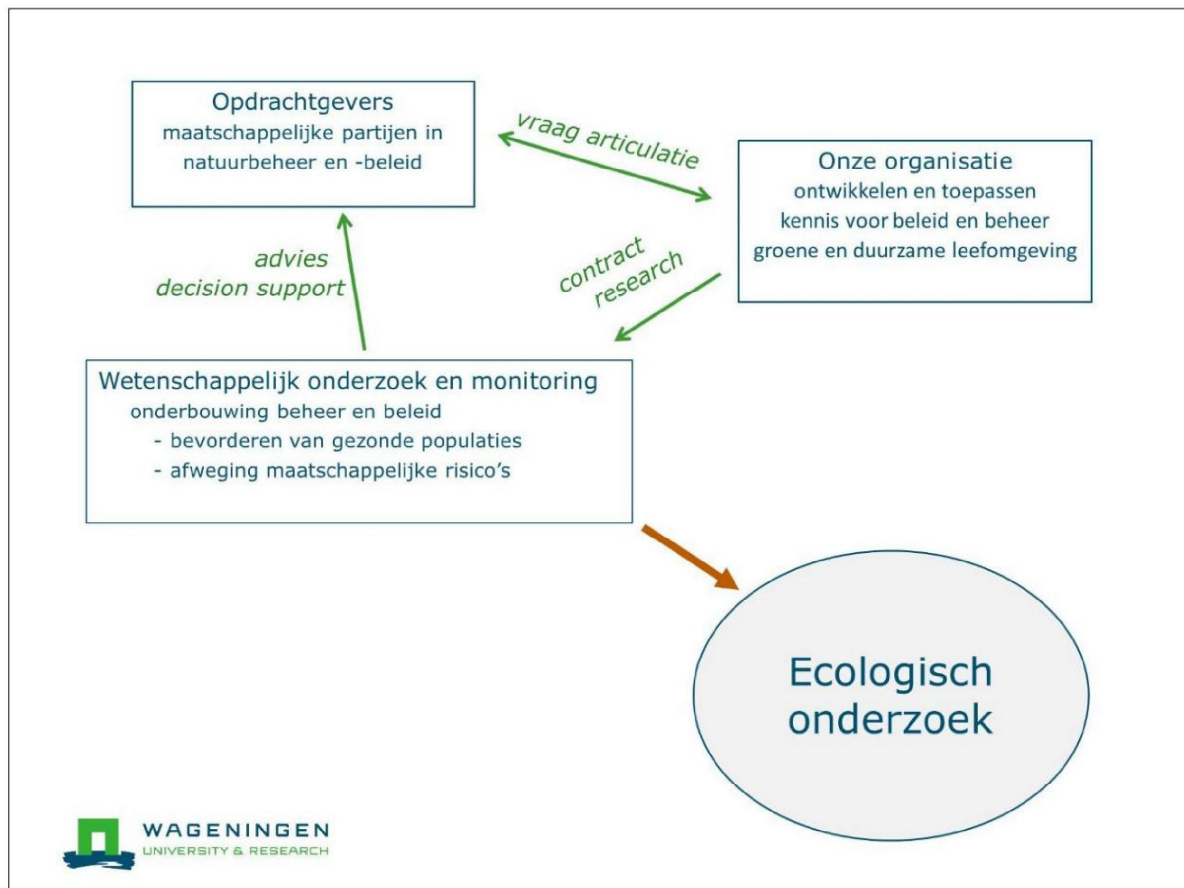 Opdrachtgevers
maatschappelijke partijen in
natuurbeheer en -beleid
vraag articulatie
Onze organisatie
ontwikkelen en toepassen
kennis voor beleid en beheer
groene en duurzame leefomgeving
advies
decision support
contract
research
Wetenschappelijk onderzoek en monitoring
onderbouwing beheer en beleid
- bevorderen van gezonde populaties
- afweging maatschappelijke risico's
Ecologisch
onderzoek
WAGENINGEN
UNIVERSITY & RESEARCH